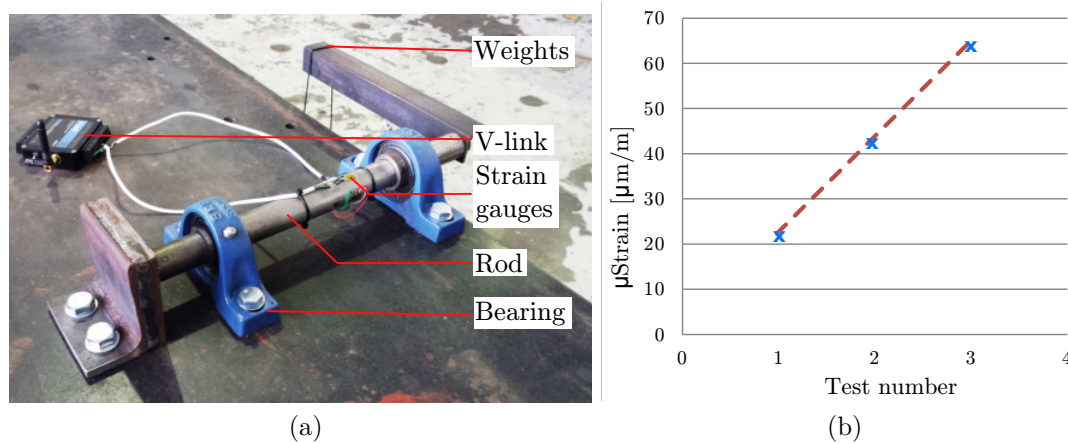 Weights
V-link
Strain
gauges
Rod
Bearing
(a)
70
60
50
40
30
20
10
0
µStrain [µm/m]
0 1 2 3 4
Test number
(b)